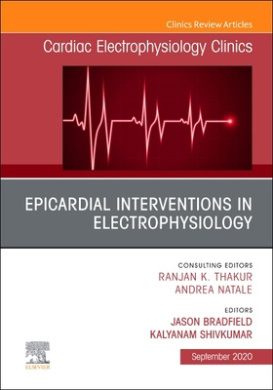 Clinics Review Articles
Cardiac Electrophysiology Clinics
EPICARDIAL INTERVENTIONS IN
ELECTROPHYSIOLOGY
CONSULTING EDITORS
RANJAN K. THAKUR
ANDREA NATALE
EDITORS
JASON BRADFIELD
KALYANAM SHIVKUMAR
ELSEVIER
September 2020